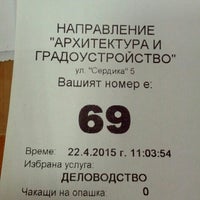 НАПРАВЛЕНИЕ
"АРХИТЕКТУРА И
ГРАДОУСТРОЙСТВО"
ул. "Сердика" 5
Вашият номер е:
69
Време: 22.4.2015 г. 11:03:54
Избрана услуга:
ДЕЛОВОДСТВО
Чакащи на опашка: 0